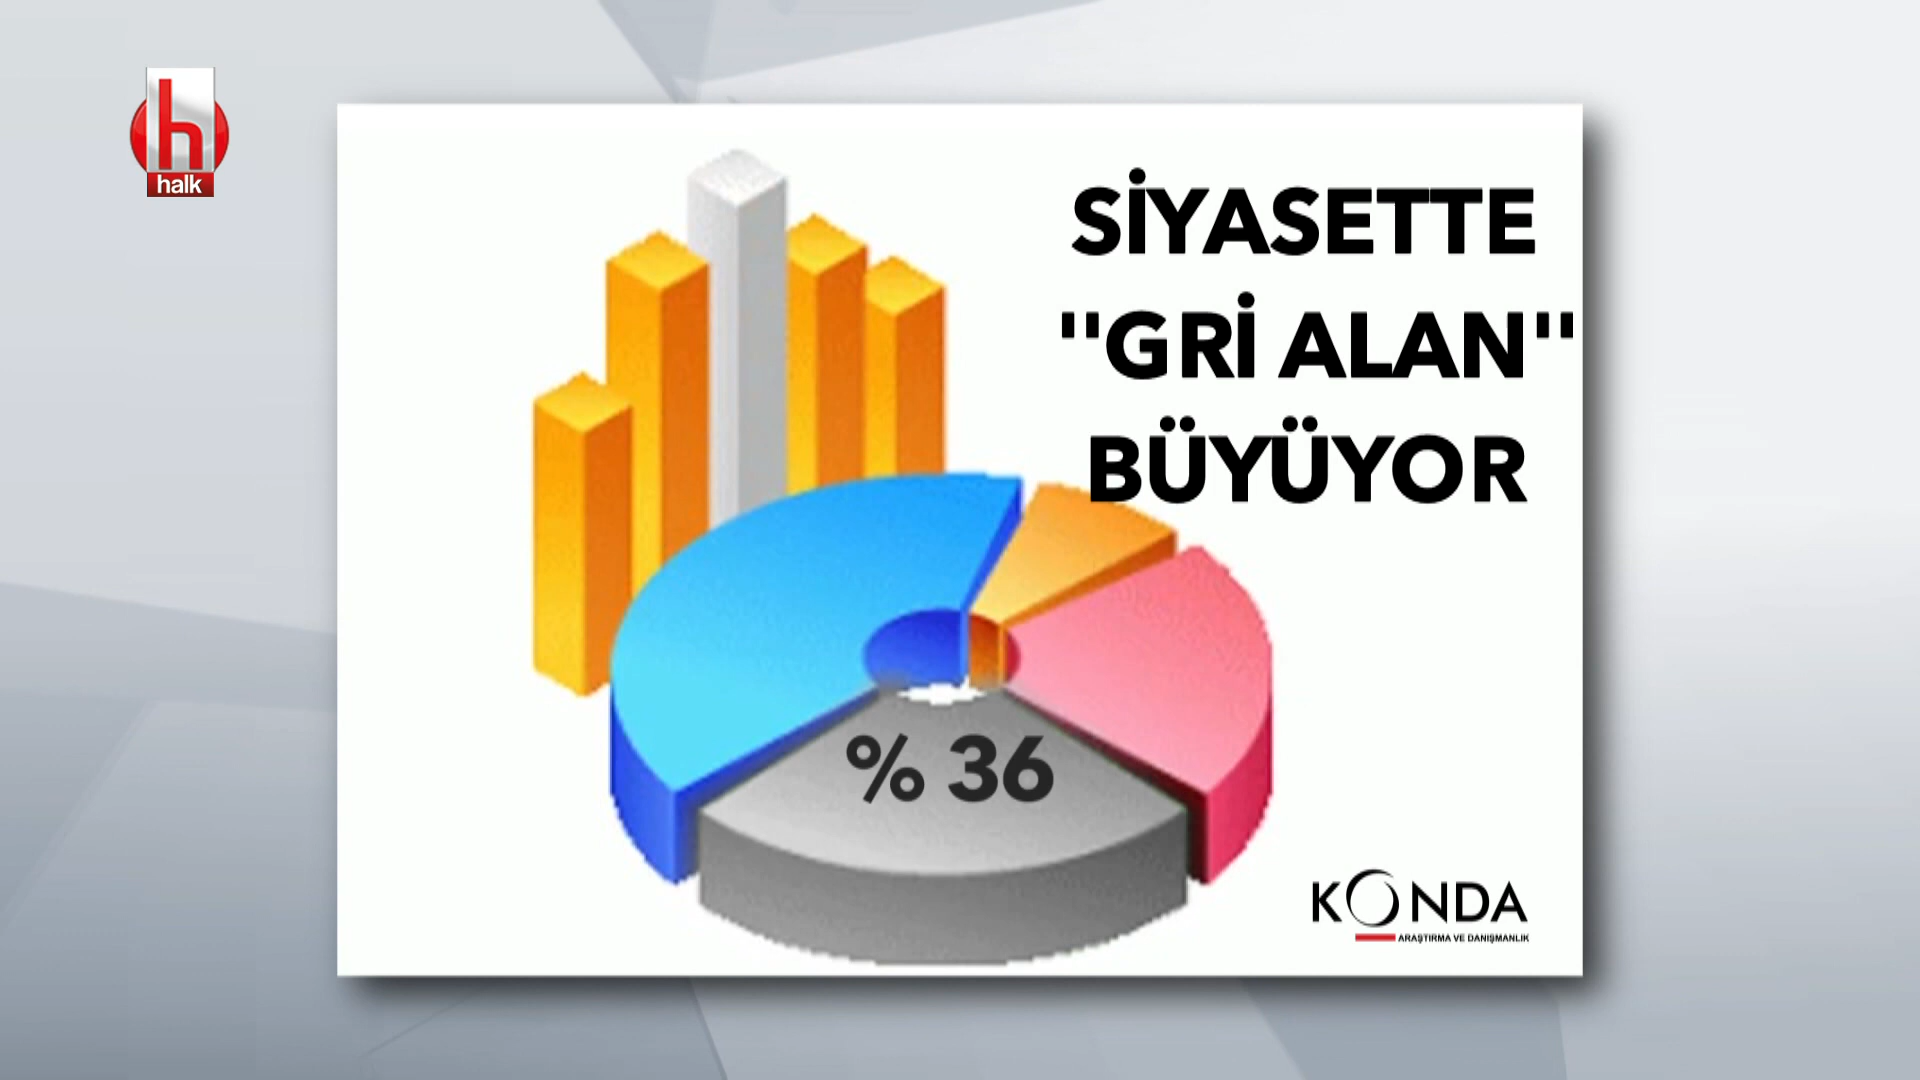 h
halk
SİYASETTE
"GRİ ALAN"
BÜYÜYOR
% 36
KONDA
ARAŞTIRMA VE DANIŞMANLIK